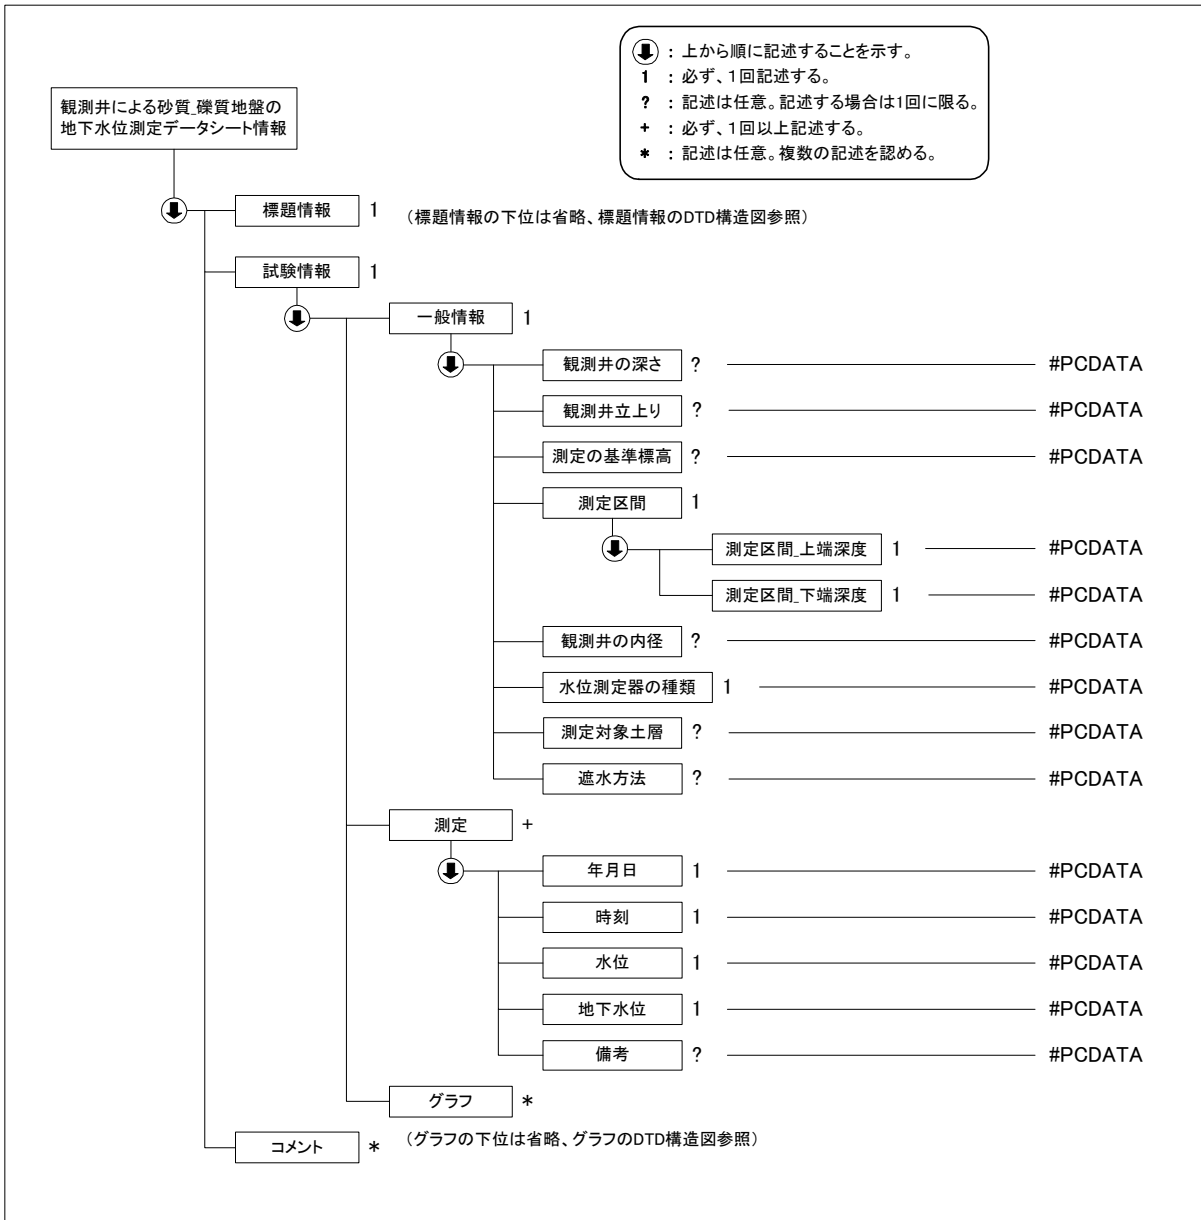 ⬇ : 上から順に記述することを示す。
1 : 必ず、1回記述する。
? : 記述は任意。記述する場合は1回に限る。
+ : 必ず、1回以上記述する。
* : 記述は任意。複数の記述を認める。
観測井による砂質_礫質地盤の
地下水位測定データシート情報
標題情報 1 (標題情報の下位は省略、標題情報のDTD構造図参照)
試験情報 1
一般情報 1
観測井の深さ ? #PCDATA
観測井立上り ? #PCDATA
測定の基準標高 ? #PCDATA
測定区間 1
測定区間_上端深度 1 #PCDATA
測定区間_下端深度 1 #PCDATA
観測井の内径 ? #PCDATA
水位測定器の種類 1 #PCDATA
測定対象土層 ? #PCDATA
遮水方法 ? #PCDATA
測定 +
年月日 1 #PCDATA
時刻 1 #PCDATA
水位 1 #PCDATA
地下水位 1 #PCDATA
備考 ? #PCDATA
グラフ *
(グラフの下位は省略、グラフのDTD構造図参照)
コメント *